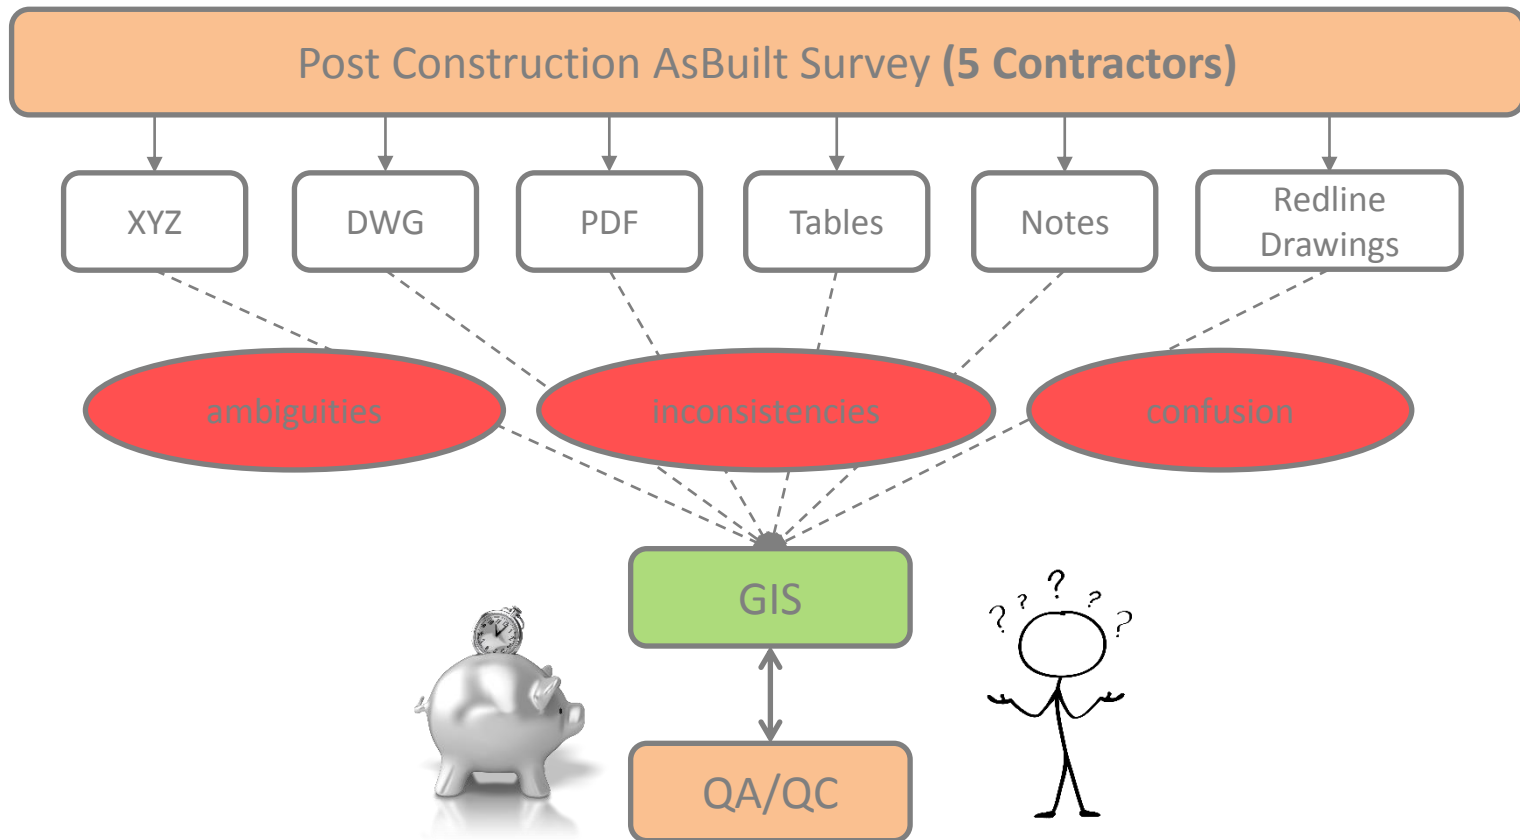 Post Construction AsBuilt Survey (5 Contractors)
XYZ
DWG
PDF
Tables
Notes
Redline
Drawings
ambiguities
inconsistencies
confusion
GIS
? ? ? ? ?
QA/QC